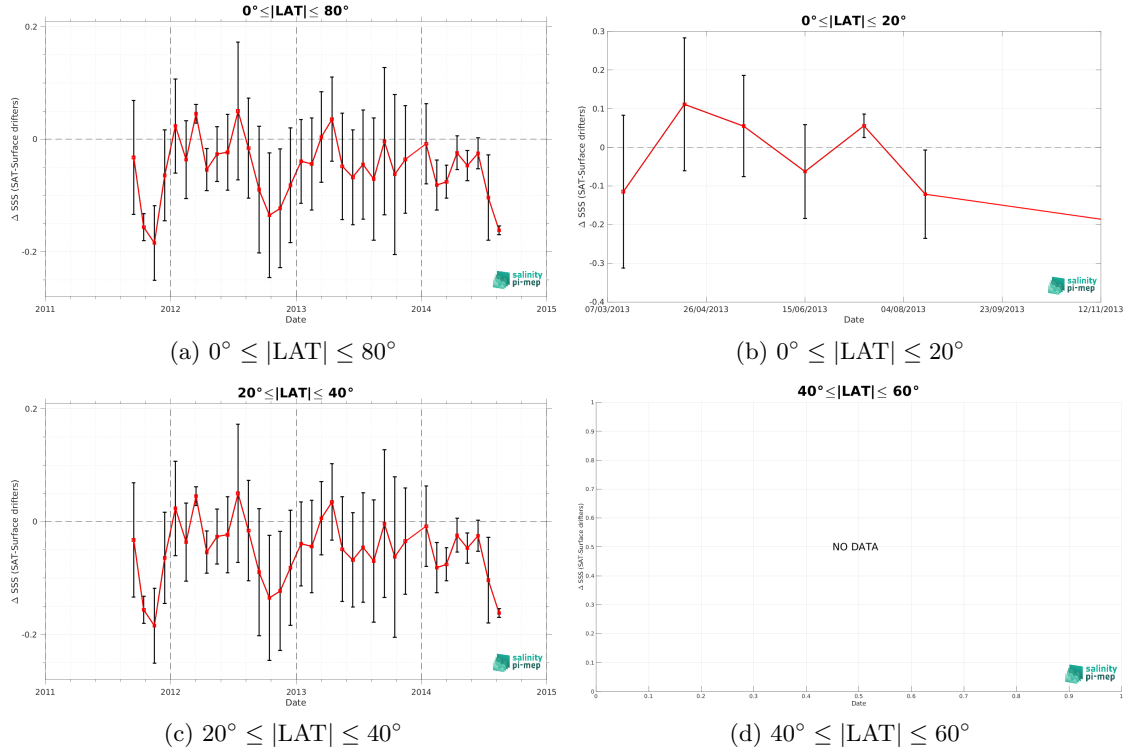 0°≤|LAT|≤ 80°
Δ SSS (SAT-Surface drifters)
0.2
0
-0.2
2011
2012
2013
2014
2015
Date
salinity
pi-mep
(a) 0° ≤ |LAT| ≤ 80°
0°≤|LAT|≤ 20°
Δ SSS (SAT-Surface drifters)
0.3
0.2
0.1
0
-0.1
-0.2
-0.3
-0.4
07/03/2013
26/04/2013
15/06/2013
04/08/2013
23/09/2013
12/11/2013
Date
salinity
pi-mep
(b) 0° ≤ |LAT| ≤ 20°
20°≤|LAT|≤ 40°
Δ SSS (SAT-Surface drifters)
0.2
0
-0.2
2011
2012
2013
2014
2015
Date
salinity
pi-mep
(c) 20° ≤ |LAT| ≤ 40°
40°≤|LAT|≤ 60°
Δ SSS (SAT-Surface drifters)
1
0.9
0.8
0.7
0.6
0.5
0.4
0.3
0.2
0.1
0
NO DATA
0
0.1
0.2
0.3
0.4
0.5
0.6
0.7
0.8
0.9
1
Date
salinity
pi-mep
(d) 40° ≤ |LAT| ≤ 60°